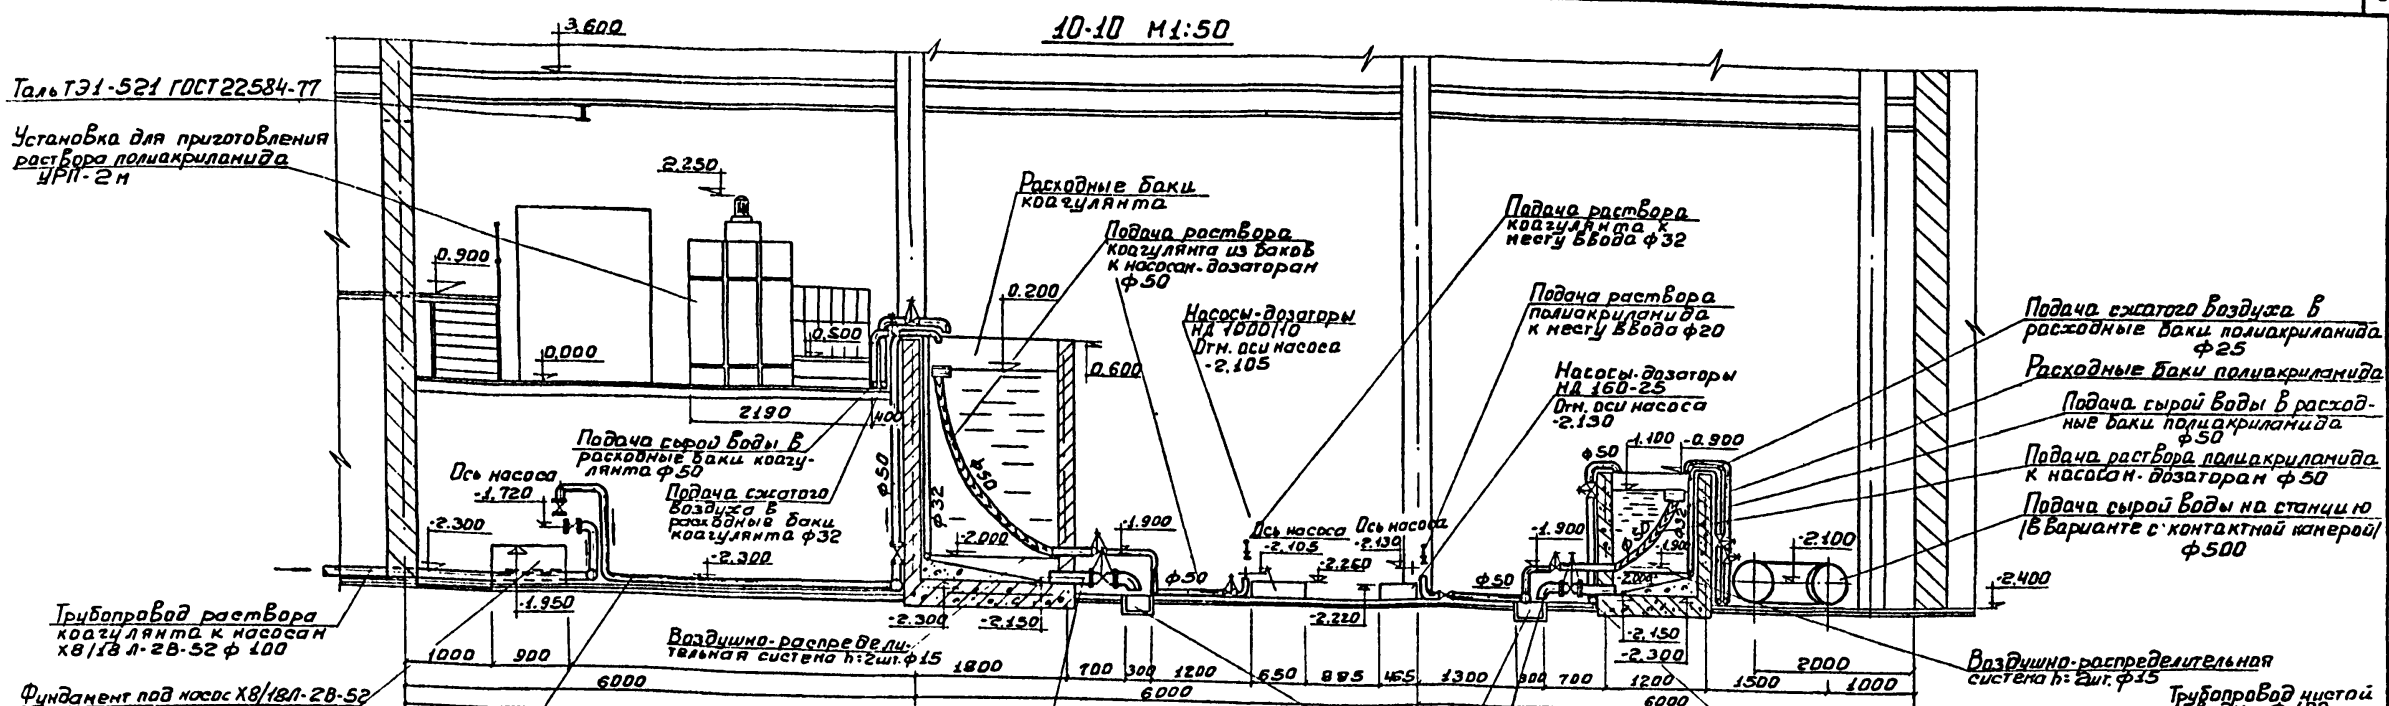 10-10 М1:50
3.600
Таль ТЭ1-521 ГОСТ 22584-77
Установка для приготовления
раствора полиакриламида
УРП-2м
2.250
0.900
0.000
0.500
2190
400
Расходные баки
коагулянта
Подача раствора
коагулянта из баков
к насосам-дозаторам
ф50
0.200
0.600
Насосы-дозаторы
НД 1000/10
Отм. оси насоса
-2.105
Подача раствора
коагулянта к
месту ввода ф32
Подача раствора
полиакриламида
к месту ввода ф20
Насосы-дозаторы
НД 160-25
Отм. оси насоса
-2.130
Подача сжатого воздуха в
расходные баки полиакриламида
ф25
Расходные баки полиакриламида
Подача сырой воды в расход-
ные баки полиакриламида
ф50
Подача раствора полиакриламида
к насосам-дозаторам ф50
Подача сырой воды на станцию
/в варианте с контактной камерой/
ф500
Подача сырой воды в
расходные баки коагу-
лянта ф50
Подача сжатого
воздуха в
расходные баки
коагулянта ф32
Ось насоса
-1.720
-2.300
-1.950
-2.300
ф50
ф32
ф50
-2.000
-1.900
-2.300
-2.150
ф50
Ось насоса
-2.105
Ось насоса
-2.130
-2.260
-2.220
ф50
ф50
-1.100
-0.900
-1.900
-1.900
-2.000
ф32
-2.150
-2.300
-2.100
-2.400
Трубопровод раствора
коагулянта к насосам
Х8/18Л-2В-52 ф 100
Фундамент под насос Х8/18Л-2В-52
Воздушно-распредели-
тельная система h=2шт. ф15
Воздушно-распределительная
система h=2шт. ф15
Трубопровод чистой
1000
900
1800
700
300
1200
650
885
465
1300
300
700
1200
1500
2000
1000
6000
6000
6000